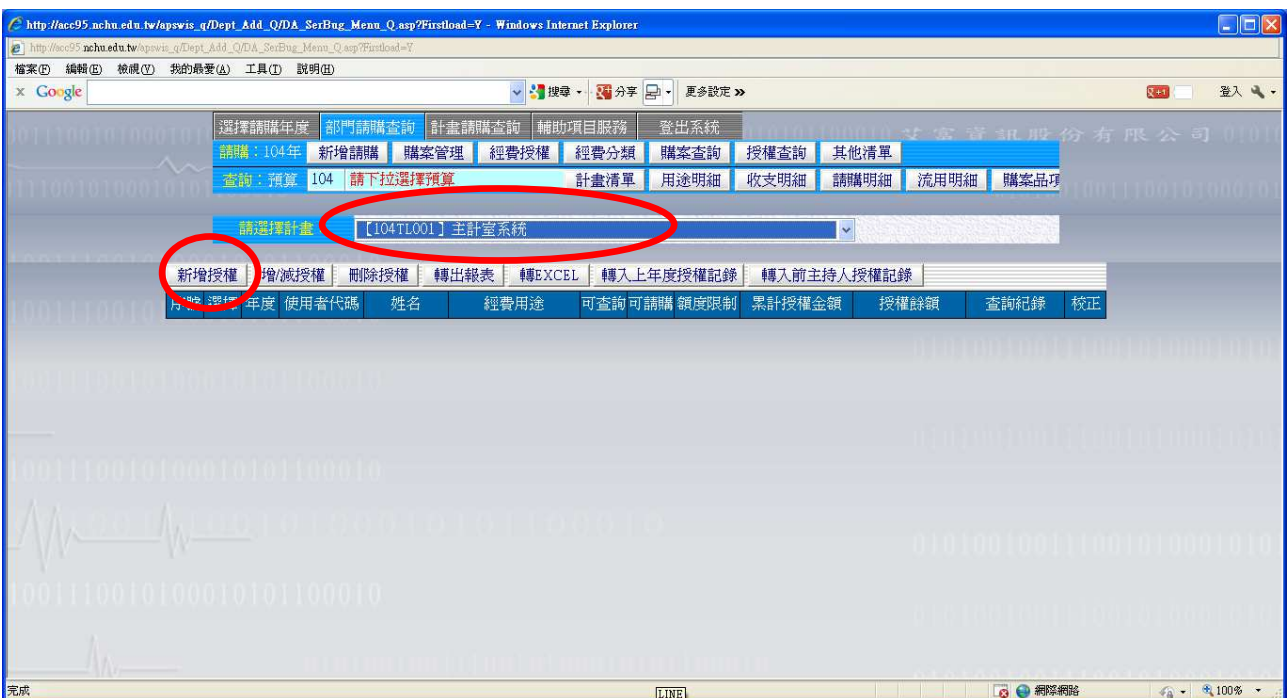 http://acc95.nchu.edu.tw/apswis_q/Dept_Add_Q/DA_SerBug_Menu_Q.asp?Firstload=Y - Windows Internet Explorer
http://acc95.nchu.edu.tw/apswis_q/Dept_Add_Q/DA_SerBug_Menu_Q.asp?Firstload=Y
檔案(F) 編輯(E) 檢視(V) 我的最愛(A) 工具(T) 說明(H)
x Google 搜尋 分享 更多設定 » 登入
選擇請購年度 部門請購查詢 計畫請購查詢 輔助項目服務 登出系統 艾富資訊股份有限公司
請購：104年 新增請購 購案管理 經費授權 經費分類 購案查詢 授權查詢 其他清單
查詢：預算 104 請下拉選擇預算 計畫清單 用途明細 收支明細 請購明細 流用明細 購案品項
請選擇計畫 【104TL001】主計室系統
新增授權 增/減授權 刪除授權 轉出報表 轉EXCEL 轉入上年度授權記錄 轉入前主持人授權記錄
序號 選擇 年度 使用者代碼 姓名 經費用途 可查詢 可請購 額度限制 累計授權金額 授權餘額 查詢紀錄 校正
完成 LINE 網際網路 100%